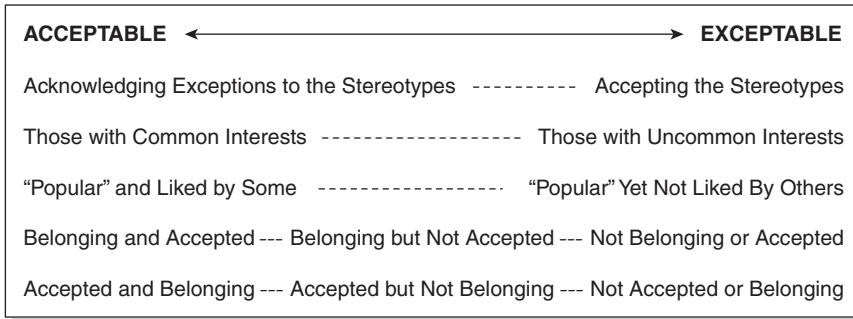 ACCEPTABLE EXCEPTABLE
Acknowledging Exceptions to the Stereotypes ---------- Accepting the Stereotypes
Those with Common Interests ------------------- Those with Uncommon Interests
“Popular” and Liked by Some ------------------- “Popular” Yet Not Liked By Others
Belonging and Accepted --- Belonging but Not Accepted --- Not Belonging or Accepted
Accepted and Belonging --- Accepted but Not Belonging --- Not Accepted or Belonging